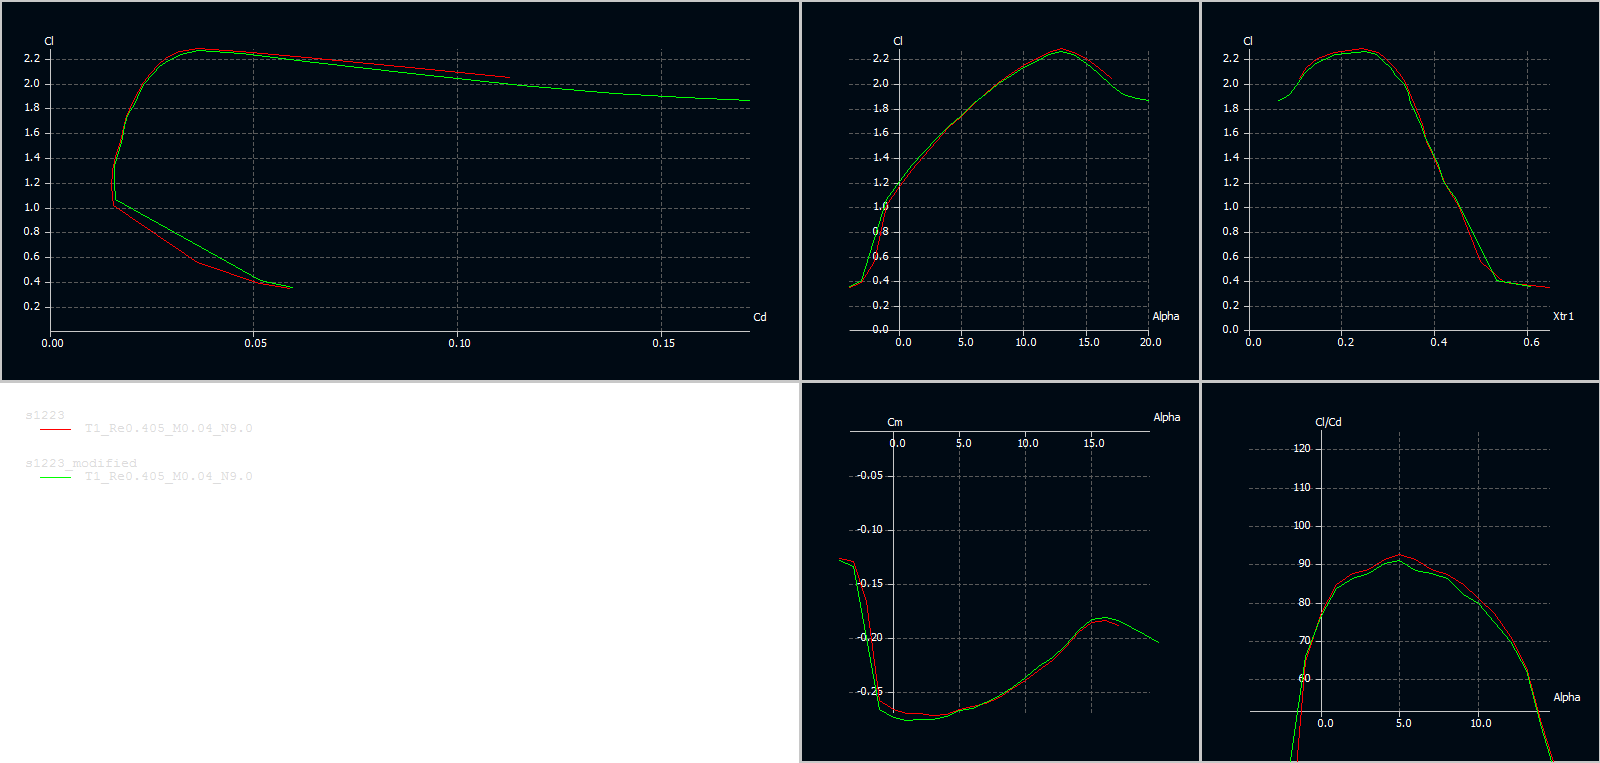 Cl
2.2
2.0
1.8
1.6
1.4
1.2
1.0
0.8
0.6
0.4
0.2
Cd
0.00 0.05 0.10 0.15
Cl
2.2
2.0
1.8
1.6
1.4
1.2
1.0
0.8
0.6
0.4
0.2
0.0
Alpha
0.0 5.0 10.0 15.0 20.0
Cl
2.2
2.0
1.8
1.6
1.4
1.2
1.0
0.8
0.6
0.4
0.2
0.0
Xtr1
0.0 0.2 0.4 0.6
s1223
T1_Re0.405_M0.04_N9.0
s1223_modified
T1_Re0.405_M0.04_N9.0
Alpha
Cm
0.0 5.0 10.0 15.0
-0.05
-0.10
-0.15
-0.20
-0.25
Cl/Cd
120
110
100
90
80
70
60
Alpha
0.0 5.0 10.0